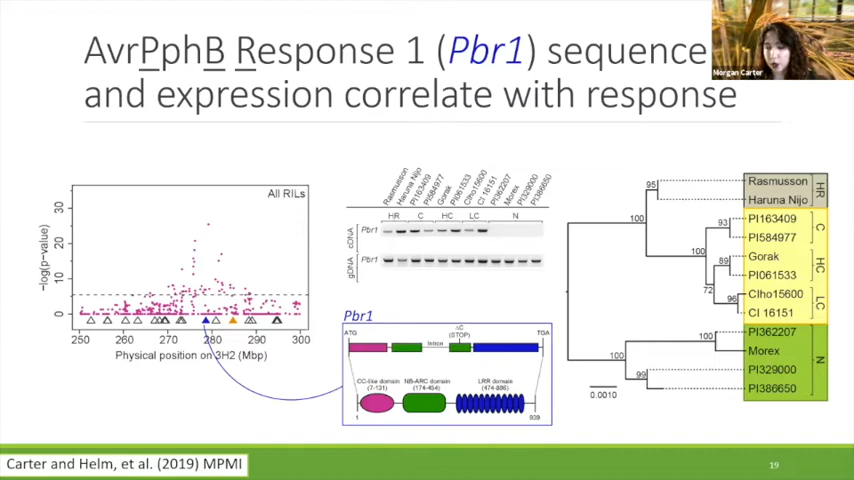 AvrPphB Response 1 (Pbr1) sequence
and expression correlate with response
Morgan Carter
All RILs
−log(p-value)
30
20
10
0
250 260 270 280 290 300
Physical position on 3H2 (Mbp)
Rasmusson
Haruna Nijo
PI163409
PI584977
Gorak
PI061533
CIho15600
CI 16151
PI362207
Morex
PI329000
PI386650
HR C HC LC N
cDNA Pbr1
gDNA Pbr1
Pbr1
ATG
Intron
ΔC
(STOP)
TGA
CC-like domain
(7-131)
NB-ARC domain
(174-454)
LRR domain
(474-886)
1
939
95
100
93
100
89
72
96
100
100
99
0.0010
Rasmusson
Haruna Nijo
HR
PI163409
PI584977
C
Gorak
PI061533
HC
CIho15600
CI 16151
LC
PI362207
Morex
PI329000
PI386650
N
Carter and Helm, et al. (2019) MPMI
19